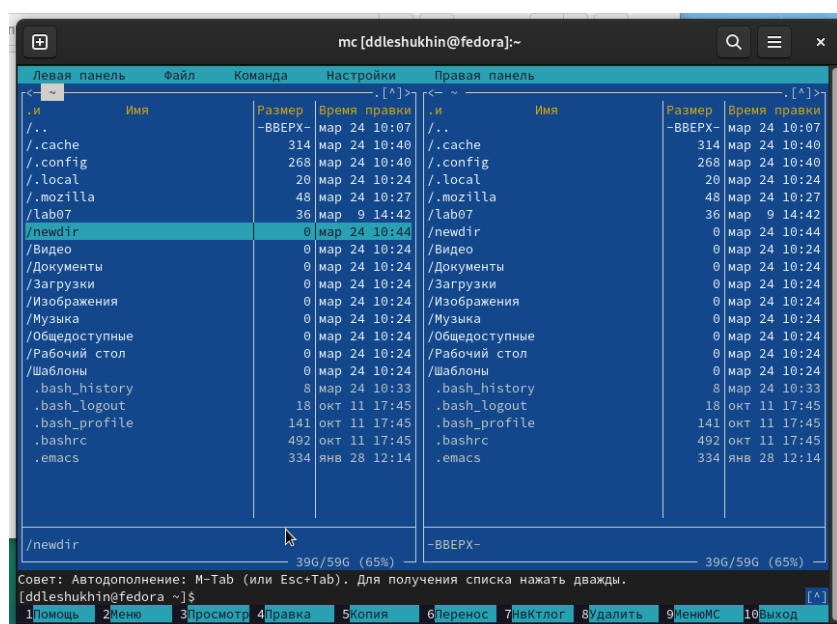 mc [ddleshukhin@fedora]:~
Левая панель Файл Команда Настройки Правая панель
<— ~ .[^]> <— ~ .[^]>
.и Имя Размер Время правки .и Имя Размер Время правки
/.. -ВВЕРХ- мар 24 10:07 /.. -ВВЕРХ- мар 24 10:07
/.cache 314 мар 24 10:40 /.cache 314 мар 24 10:40
/.config 268 мар 24 10:40 /.config 268 мар 24 10:40
/.local 20 мар 24 10:24 /.local 20 мар 24 10:24
/.mozilla 48 мар 24 10:27 /.mozilla 48 мар 24 10:27
/lab07 36 мар 9 14:42 /lab07 36 мар 9 14:42
/newdir 0 мар 24 10:44 /newdir 0 мар 24 10:44
/Видео 0 мар 24 10:24 /Видео 0 мар 24 10:24
/Документы 0 мар 24 10:24 /Документы 0 мар 24 10:24
/Загрузки 0 мар 24 10:24 /Загрузки 0 мар 24 10:24
/Изображения 0 мар 24 10:24 /Изображения 0 мар 24 10:24
/Музыка 0 мар 24 10:24 /Музыка 0 мар 24 10:24
/Общедоступные 0 мар 24 10:24 /Общедоступные 0 мар 24 10:24
/Рабочий стол 0 мар 24 10:24 /Рабочий стол 0 мар 24 10:24
/Шаблоны 0 мар 24 10:24 /Шаблоны 0 мар 24 10:24
.bash_history 8 мар 24 10:33 .bash_history 8 мар 24 10:33
.bash_logout 18 окт 11 17:45 .bash_logout 18 окт 11 17:45
.bash_profile 141 окт 11 17:45 .bash_profile 141 окт 11 17:45
.bashrc 492 окт 11 17:45 .bashrc 492 окт 11 17:45
.emacs 334 янв 28 12:14 .emacs 334 янв 28 12:14
/newdir -ВВЕРХ-
39G/59G (65%) 39G/59G (65%)
Совет: Автодополнение: M-Tab (или Esc+Tab). Для получения списка нажать дважды.
[ddleshukhin@fedora ~]$ [^]
1Помощь 2Меню 3Просмотр 4Правка 5Копия 6Перенос 7НвКтлог 8Удалить 9МенюMC 10Выход